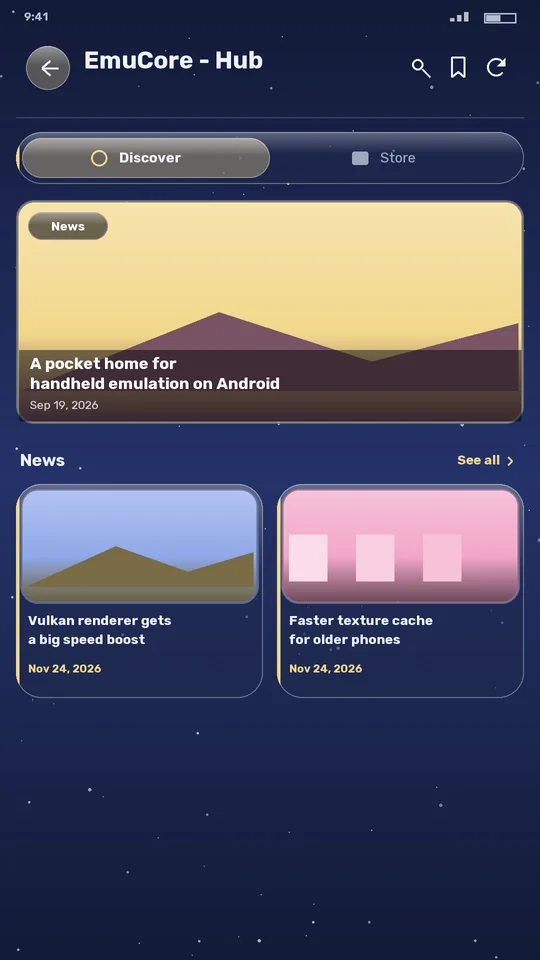 9:41
EmuCore - Hub
Discover
Store
News
A pocket home for
handheld emulation on Android
Sep 19, 2026
News
See all
Vulkan renderer gets
a big speed boost
Nov 24, 2026
Faster texture cache
for older phones
Nov 24, 2026